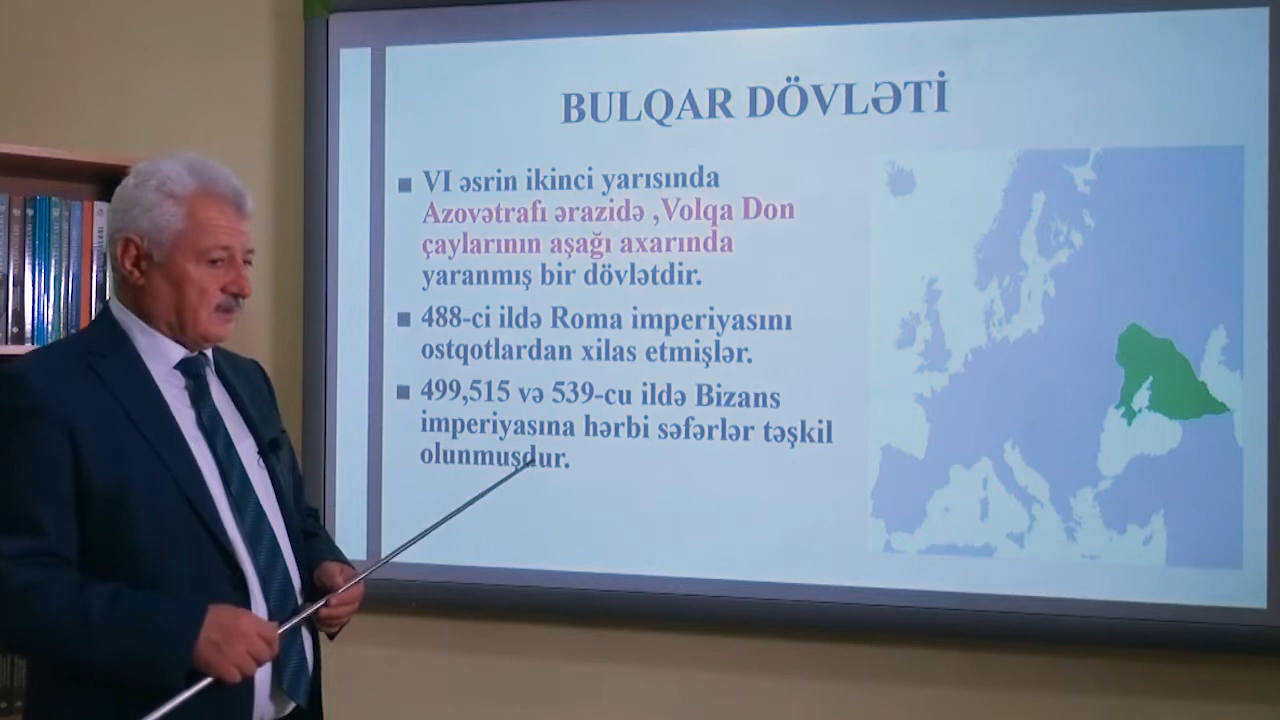 BULQAR DÖVLƏTİ
VI əsrin ikinci yarısında
Azovətrafı ərazidə ,Volqa Don
çaylarının aşağı axarında
yaranmış bir dövlətdir.
488-ci ildə Roma imperiyasını
ostqotlardan xilas etmişlər.
499,515 və 539-cu ildə Bizans
imperiyasına hərbi səfərlər təşkil
olunmuşdur.